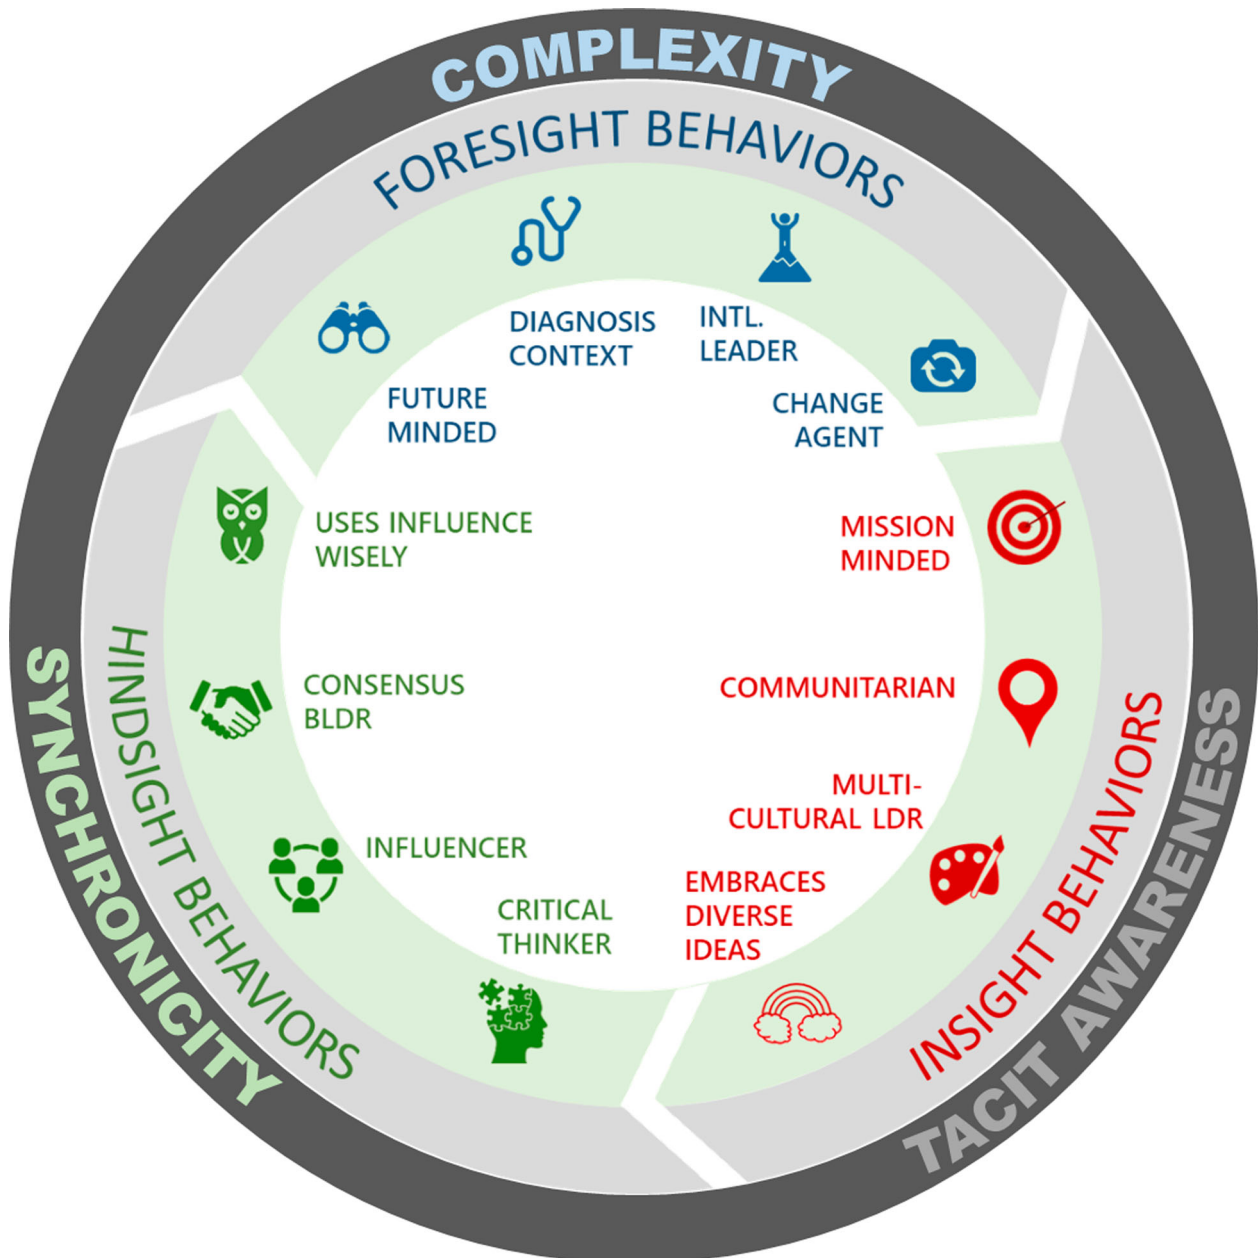 COMPLEXITY
FORESIGHT BEHAVIORS
DIAGNOSIS
CONTEXT
INTL.
LEADER
FUTURE
MINDED
CHANGE
AGENT
USES INFLUENCE
WISELY
MISSION
MINDED
CONSENSUS
BLDR
COMMUNITARIAN
MULTI-
CULTURAL LDR
INFLUENCER
EMBRACES
DIVERSE
IDEAS
CRITICAL
THINKER
HINDSIGHT BEHAVIORS
INSIGHT BEHAVIORS
SYNCHRONICITY
TACIT AWARENESS